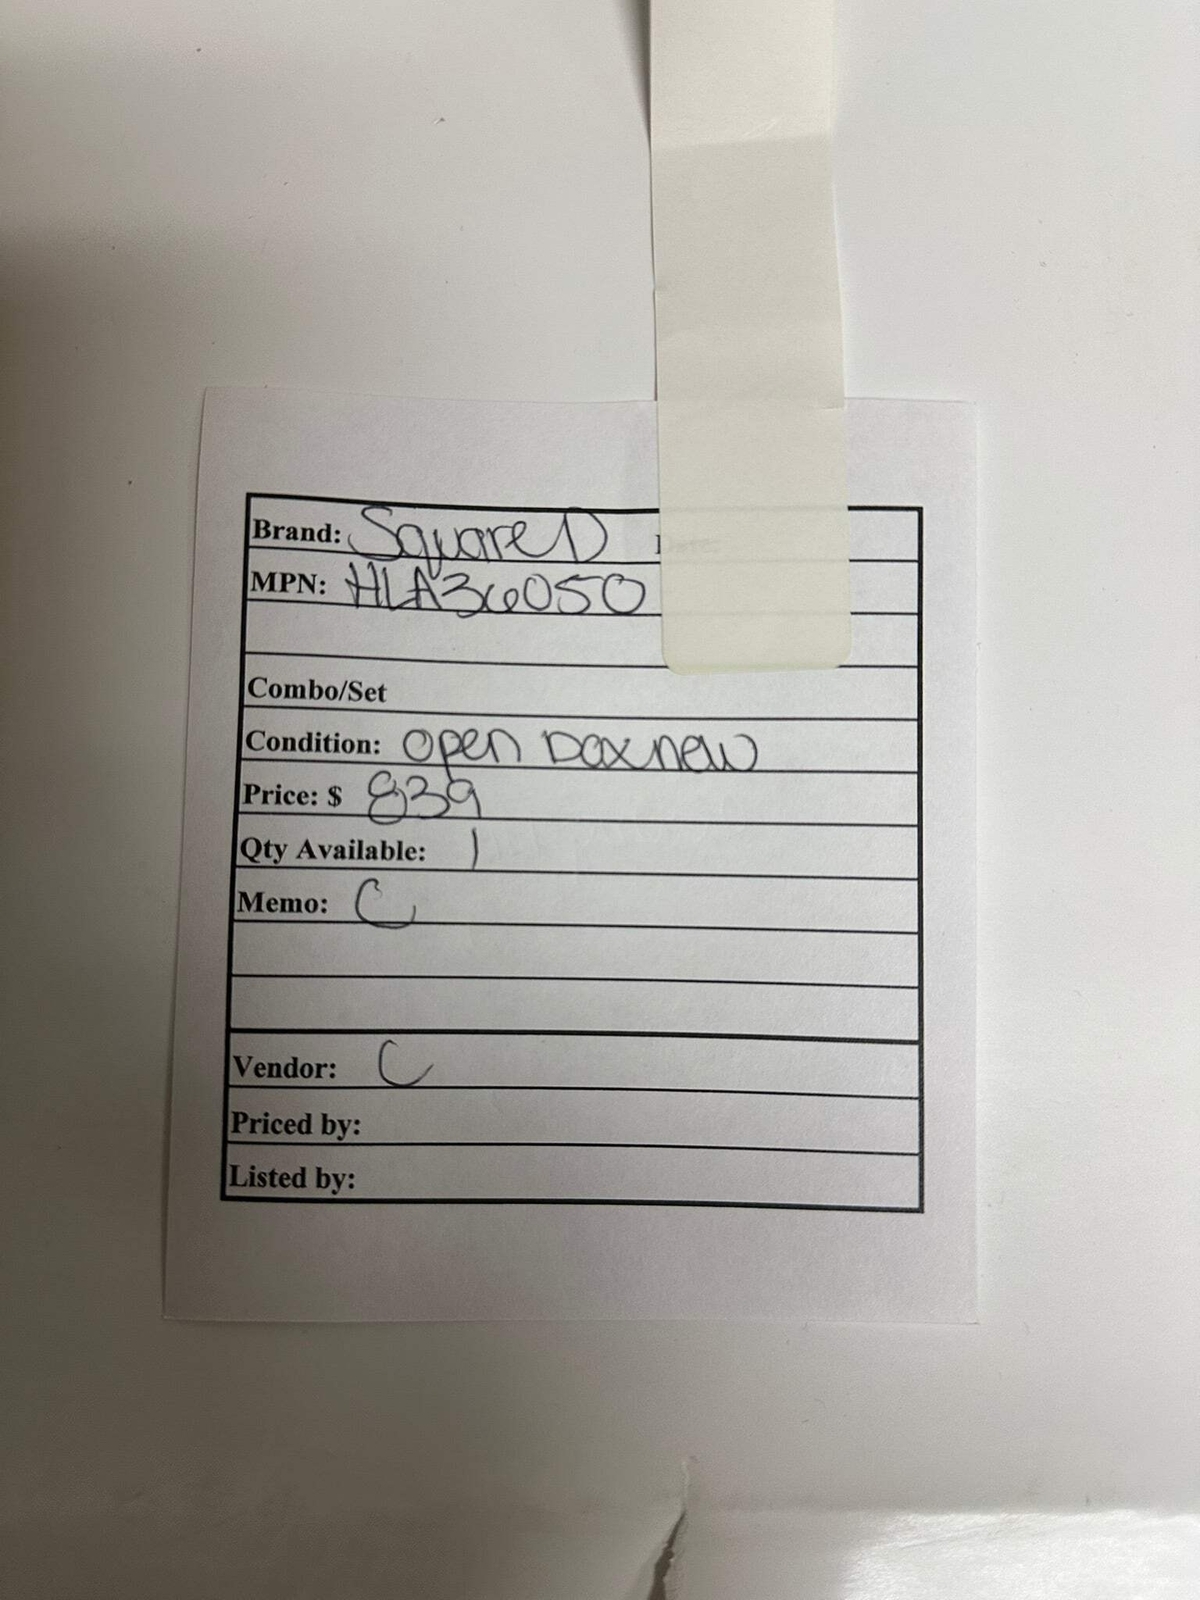 Brand: Square D
MPN: HLA36050
Combo/Set
Condition: open box new
Price: $ 839
Qty Available: 1
Memo: C
Vendor: C
Priced by:
Listed by: